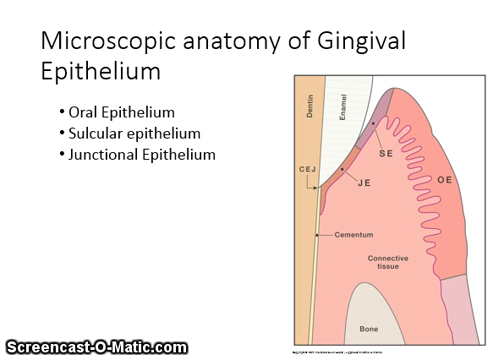 Microscopic anatomy of Gingival
Epithelium
• Oral Epithelium
• Sulcular epithelium
• Junctional Epithelium
Dentin
Enamel
SE
OE
CEJ
JE
Cementum
Connective
tissue
Bone
Screencast-O-Matic.com